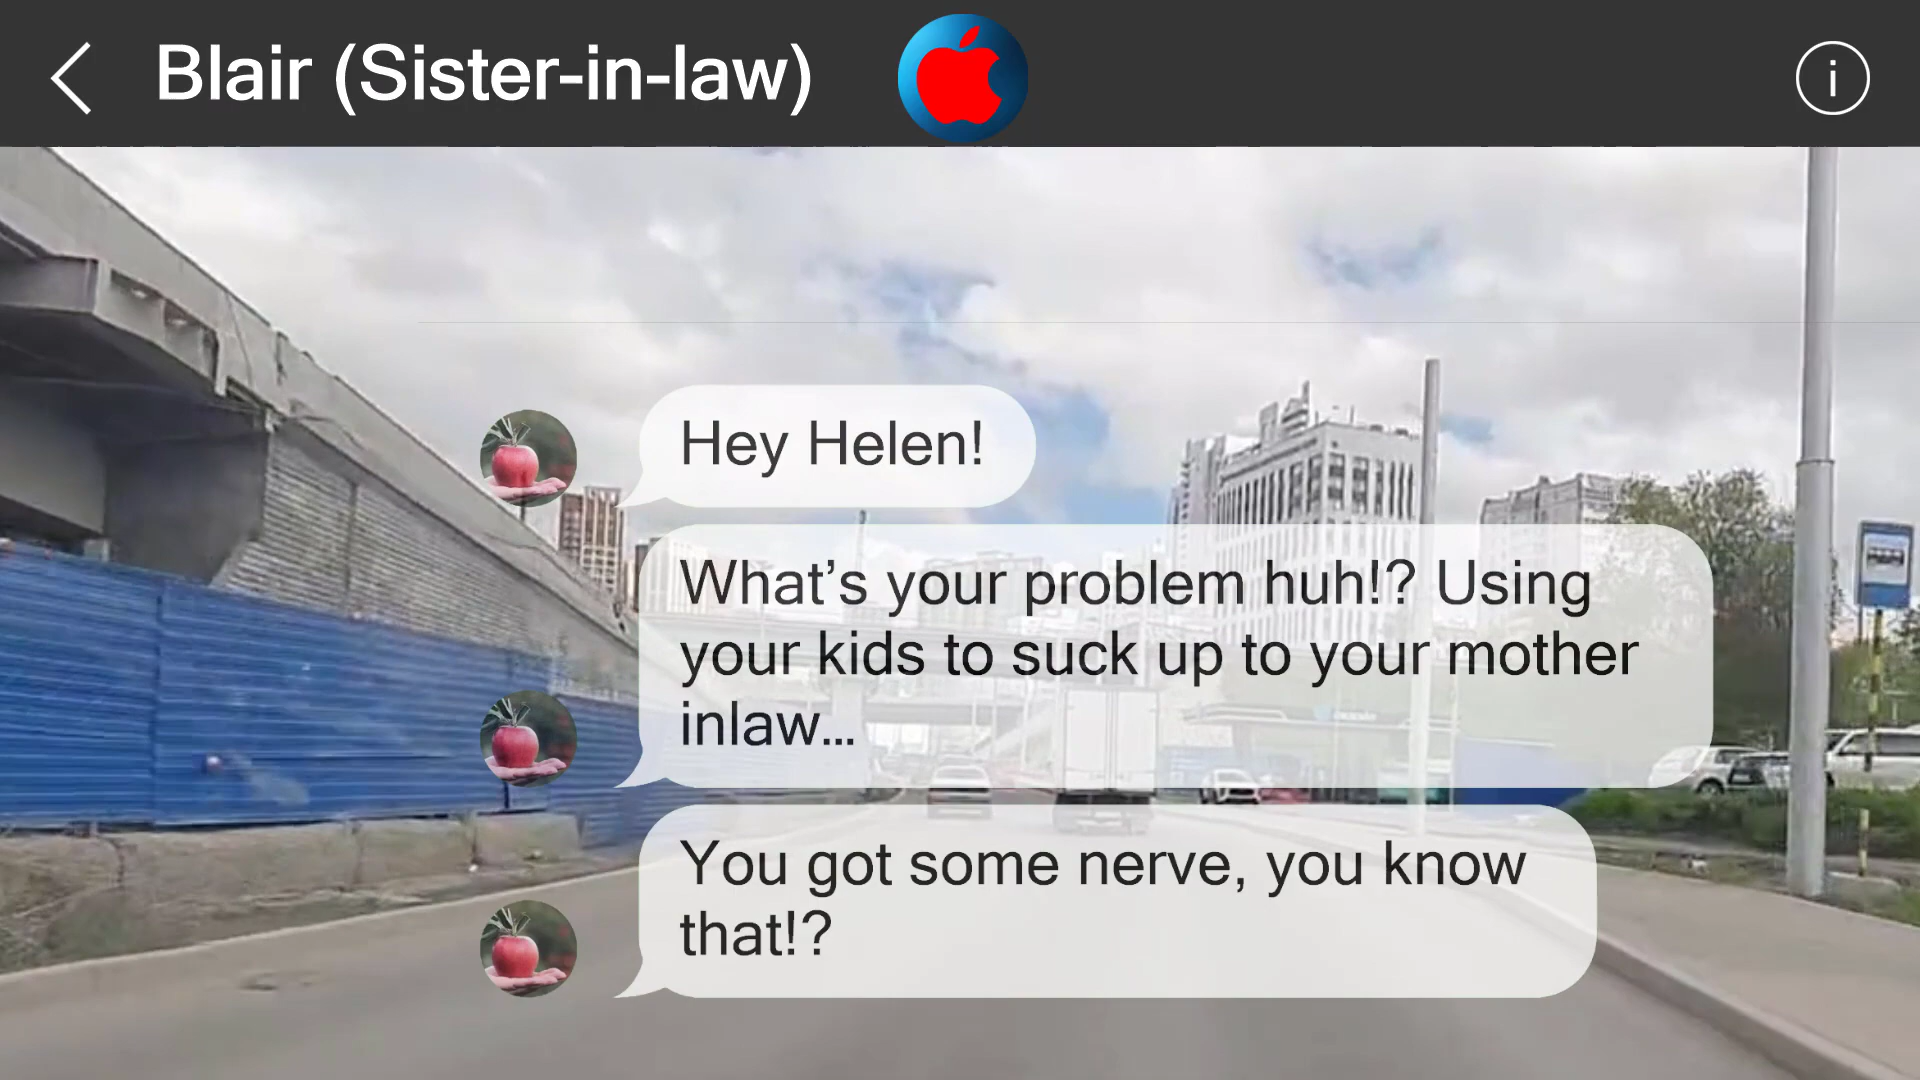 Blair (Sister-in-law)
i
Hey Helen!
What’s your problem huh!? Using
your kids to suck up to your mother
inlaw...
You got some nerve, you know
that!?